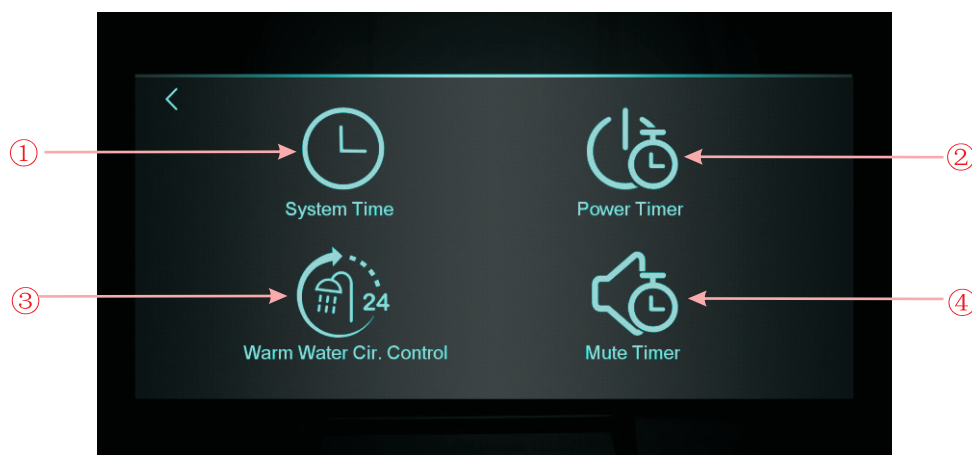 ① ②
System Time Power Timer
③ 24 ④
Warm Water Cir. Control Mute Timer